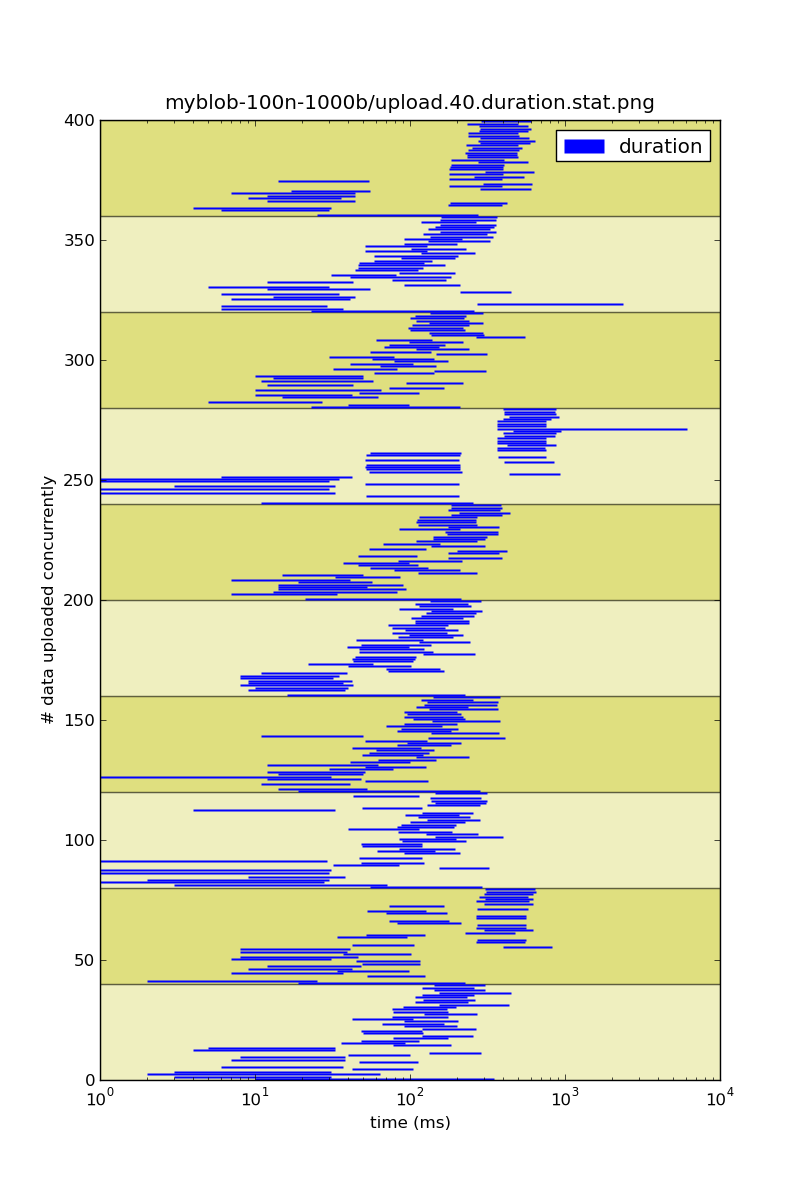 myblob-100n-1000b/upload.40.duration.stat.png
duration
400
350
300
250
200
150
100
50
0
# data uploaded concurrently
10^0 10^1 10^2 10^3 10^4
time (ms)